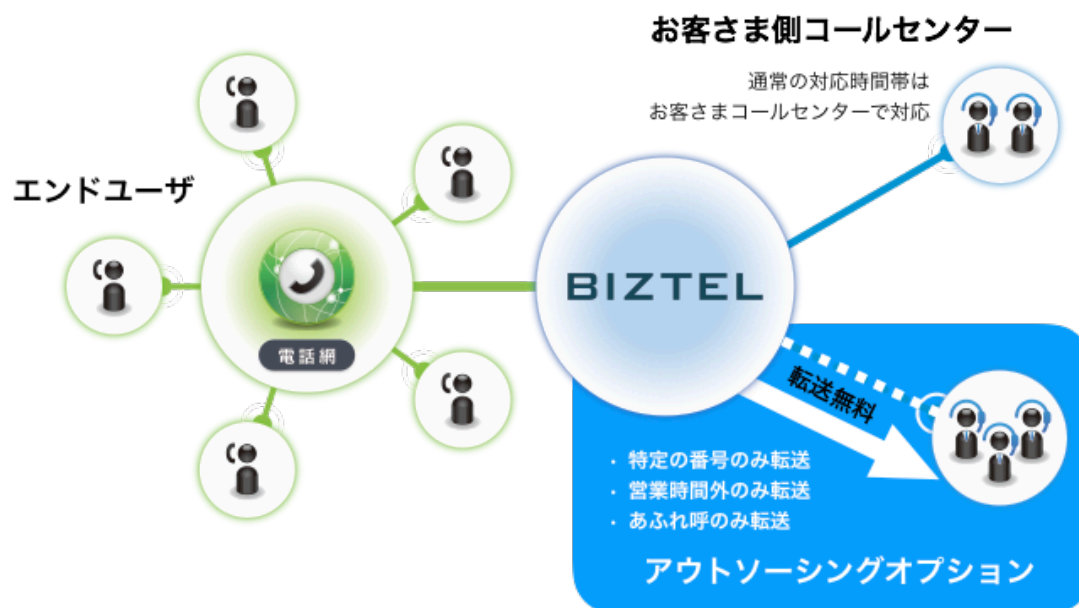 お客さま側コールセンター
通常の対応時間帯は
お客さまコールセンターで対応
エンドユーザ
電話網
BIZTEL
転送無料
・特定の番号のみ転送
・営業時間外のみ転送
・あふれ呼のみ転送
アウトソーシングオプション